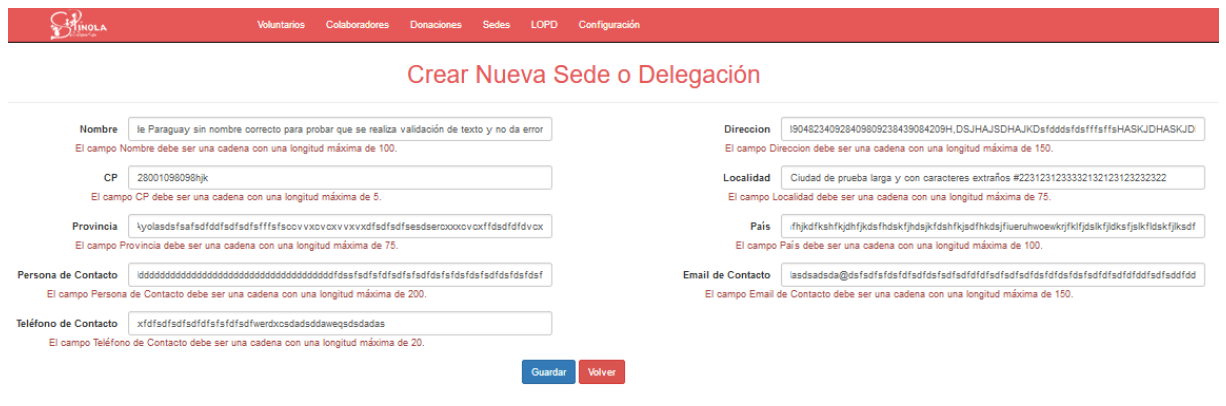 SPINOLA
Voluntarios Colaboradores Donaciones Sedes LOPD Configuración
Crear Nueva Sede o Delegación
Nombre le Paraguay sin nombre correcto para probar que se realiza validación de texto y no da error
El campo Nombre debe ser una cadena con una longitud máxima de 100.
Direccion
El campo Direccion debe ser una cadena con una longitud máxima de 150.
CP 28001098098hjk
El campo CP debe ser una cadena con una longitud máxima de 5.
Localidad Ciudad de prueba larga y con caracteres extraños
El campo Localidad debe ser una cadena con una longitud máxima de 75.
Provincia
El campo Provincia debe ser una cadena con una longitud máxima de 75.
País
El campo País debe ser una cadena con una longitud máxima de 100.
Persona de Contacto
El campo Persona de Contacto debe ser una cadena con una longitud máxima de 200.
Email de Contacto
El campo Email de Contacto debe ser una cadena con una longitud máxima de 150.
Teléfono de Contacto
El campo Teléfono de Contacto debe ser una cadena con una longitud máxima de 20.
Guardar Volver